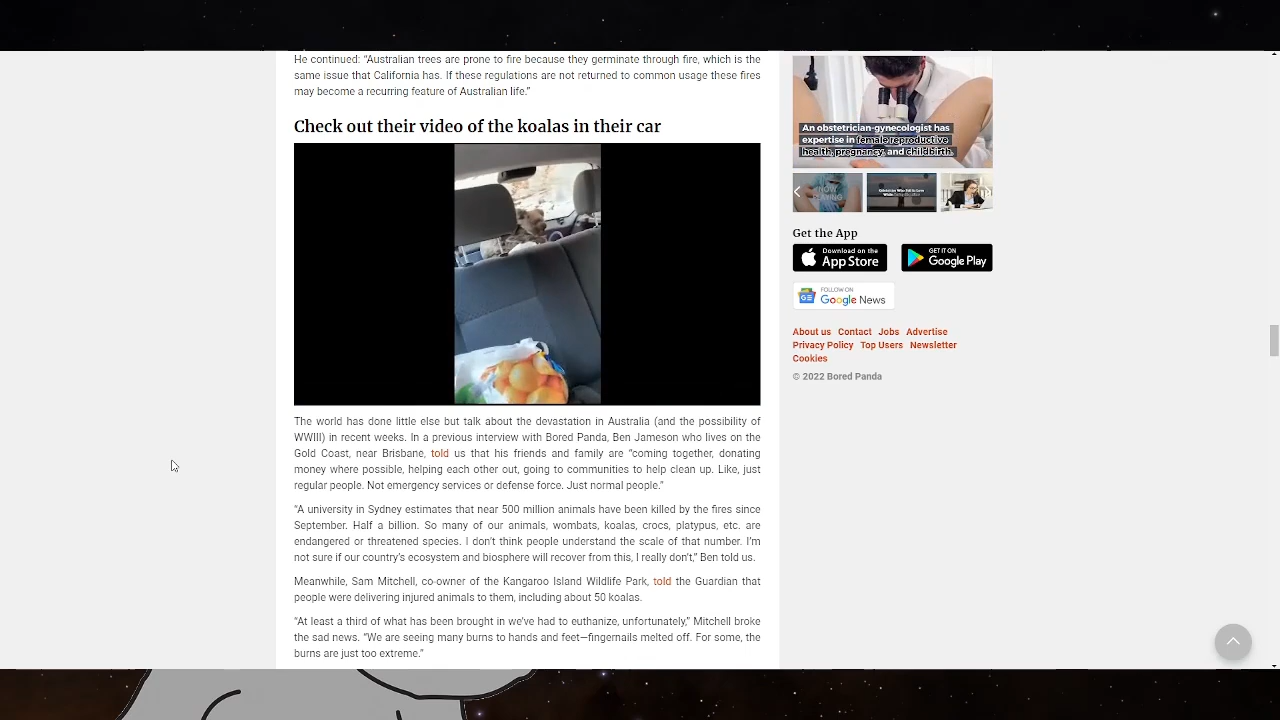 He continued: “Australian trees are prone to fire because they germinate through fire, which is the
same issue that California has. If these regulations are not returned to common usage these fires
may become a recurring feature of Australian life.”
Check out their video of the koalas in their car
The world has done little else but talk about the devastation in Australia (and the possibility of
WWIII) in recent weeks. In a previous interview with Bored Panda, Ben Jameson who lives on the
Gold Coast, near Brisbane, told us that his friends and family are “coming together, donating
money where possible, helping each other out, going to communities to help clean up. Like, just
regular people. Not emergency services or defense force. Just normal people.”
“A university in Sydney estimates that near 500 million animals have been killed by the fires since
September. Half a billion. So many of our animals, wombats, koalas, crocs, platypus, etc. are
endangered or threatened species. I don’t think people understand the scale of that number. I’m
not sure if our country’s ecosystem and biosphere will recover from this, I really don’t,” Ben told us.
Meanwhile, Sam Mitchell, co-owner of the Kangaroo Island Wildlife Park, told the Guardian that
people were delivering injured animals to them, including about 50 koalas.
“At least a third of what has been brought in we’ve had to euthanize, unfortunately,” Mitchell broke
the sad news. “We are seeing many burns to hands and feet—fingernails melted off. For some, the
burns are just too extreme.”
An obstetrician-gynecologist has
expertise in female reproductive
health, pregnancy, and childbirth.
NOW
PLAYING
Get the App
Download on the
App Store
GET IT ON
Google Play
FOLLOW ON
Google News
About us Contact Jobs Advertise
Privacy Policy Top Users Newsletter
Cookies
© 2022 Bored Panda